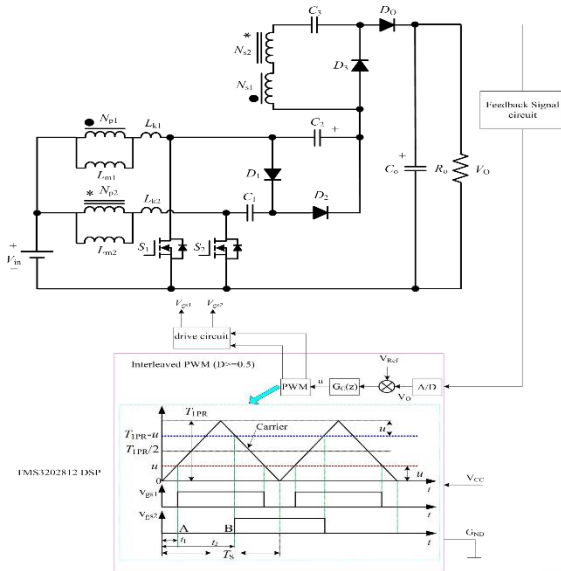 C3
DO
*
Ns2
D3
Ns1
Feedback Signal
circuit
Np1
Lk1
C2
+
D1
Lm1
*
Np2
Lk2
C1
D2
Co
+
Ro
VO
Lm2
+
Vin
−
S1
S2
Vgs1
Vgs2
drive circuit
Interleaved PWM (D>=0.5)
VRef
PWM
u
GC(z)
VO
A/D
T1PR
Carrier
u
T1PR-u
T1PR/2
u
u
0
t
TMS3202812 DSP
VCC
vgs1
t
vgs2
A
B
t
GND
t1
t2
TS